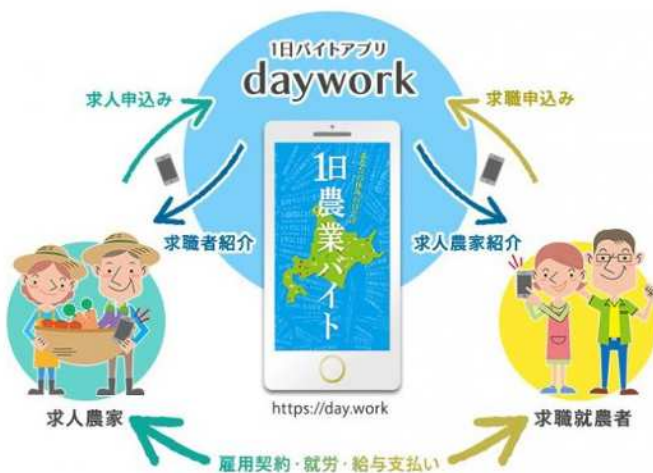 1日バイトアプリ
daywork
求人申込み
求職申込み
1日農業バイト
求職者紹介
求人農家紹介
求人農家
https://day.work
求職就農者
雇用契約・就労・給与支払い